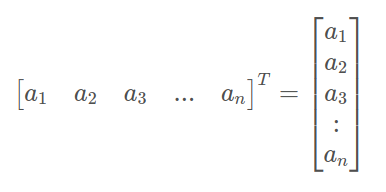 [a₁ a₂ a₃ ... aₙ]ᵀ = [a₁
a₂
a₃
:
aₙ]